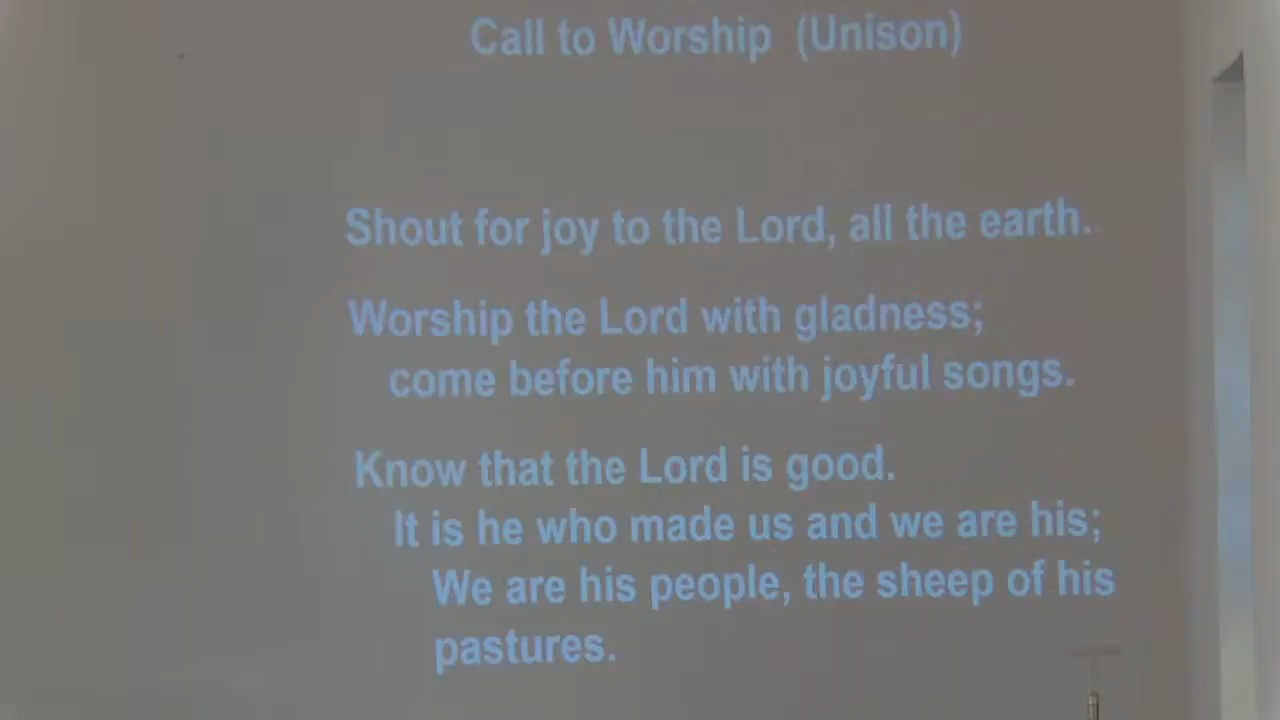 Call to Worship (Unison)
Shout for joy to the Lord, all the earth.
Worship the Lord with gladness;
come before him with joyful songs.
Know that the Lord is good.
It is he who made us and we are his;
We are his people, the sheep of his
pastures.